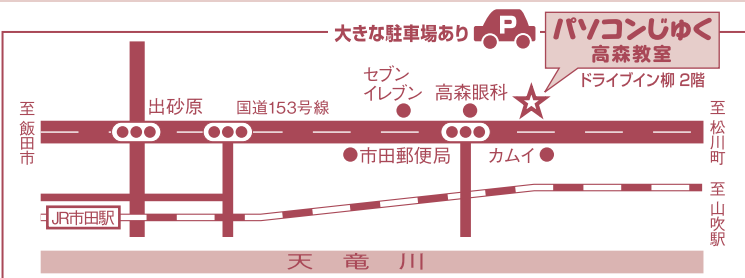 大きな駐車場あり
P
パソコンじゅく
高森教室
ドライブイン柳 2階
セブン
イレブン
高森眼科
至飯田市
出砂原
国道153号線
至松川町
市田郵便局
カムイ
至山吹駅
JR市田駅
天竜川